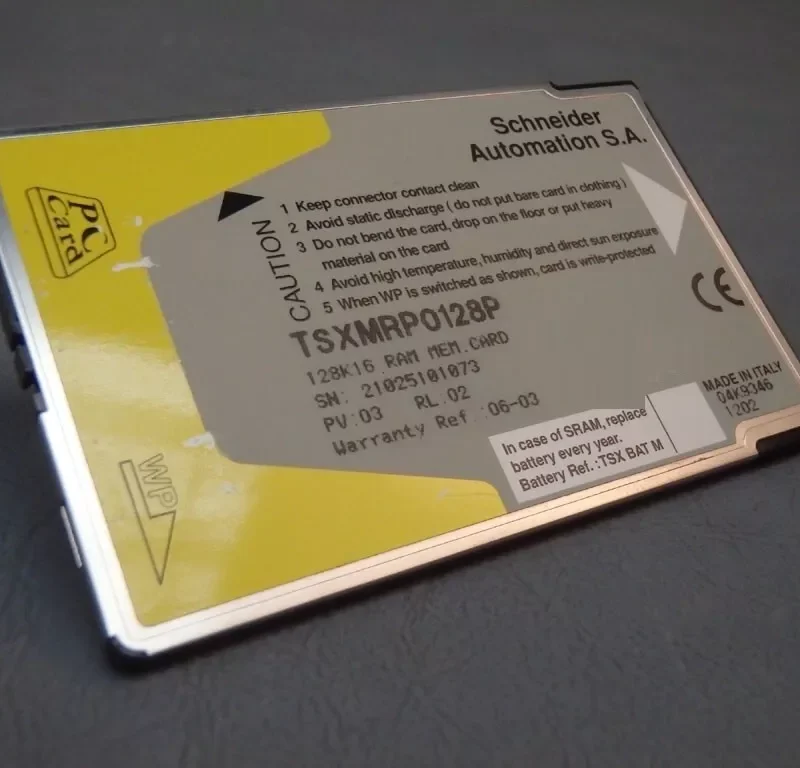 Schneider
Automation S.A.
PC
Card
CAUTION
1 Keep connector contact clean
2 Avoid static discharge ( do not put bare card in clothing )
3 Do not bend the card, drop on the floor or put heavy
material on the card
4 Avoid high temperature, humidity and direct sun exposure
5 When WP is switched as shown, card is write-protected
TSXMRP0128P
128K16 RAM MEM.CARD
SN: 21025101073
PV:03 RL:02
Warranty Ref.:06-03
WP
In case of SRAM, replace
battery every year.
Battery Ref.:TSX BAT M
CE
MADE IN ITALY
04K9346
1202